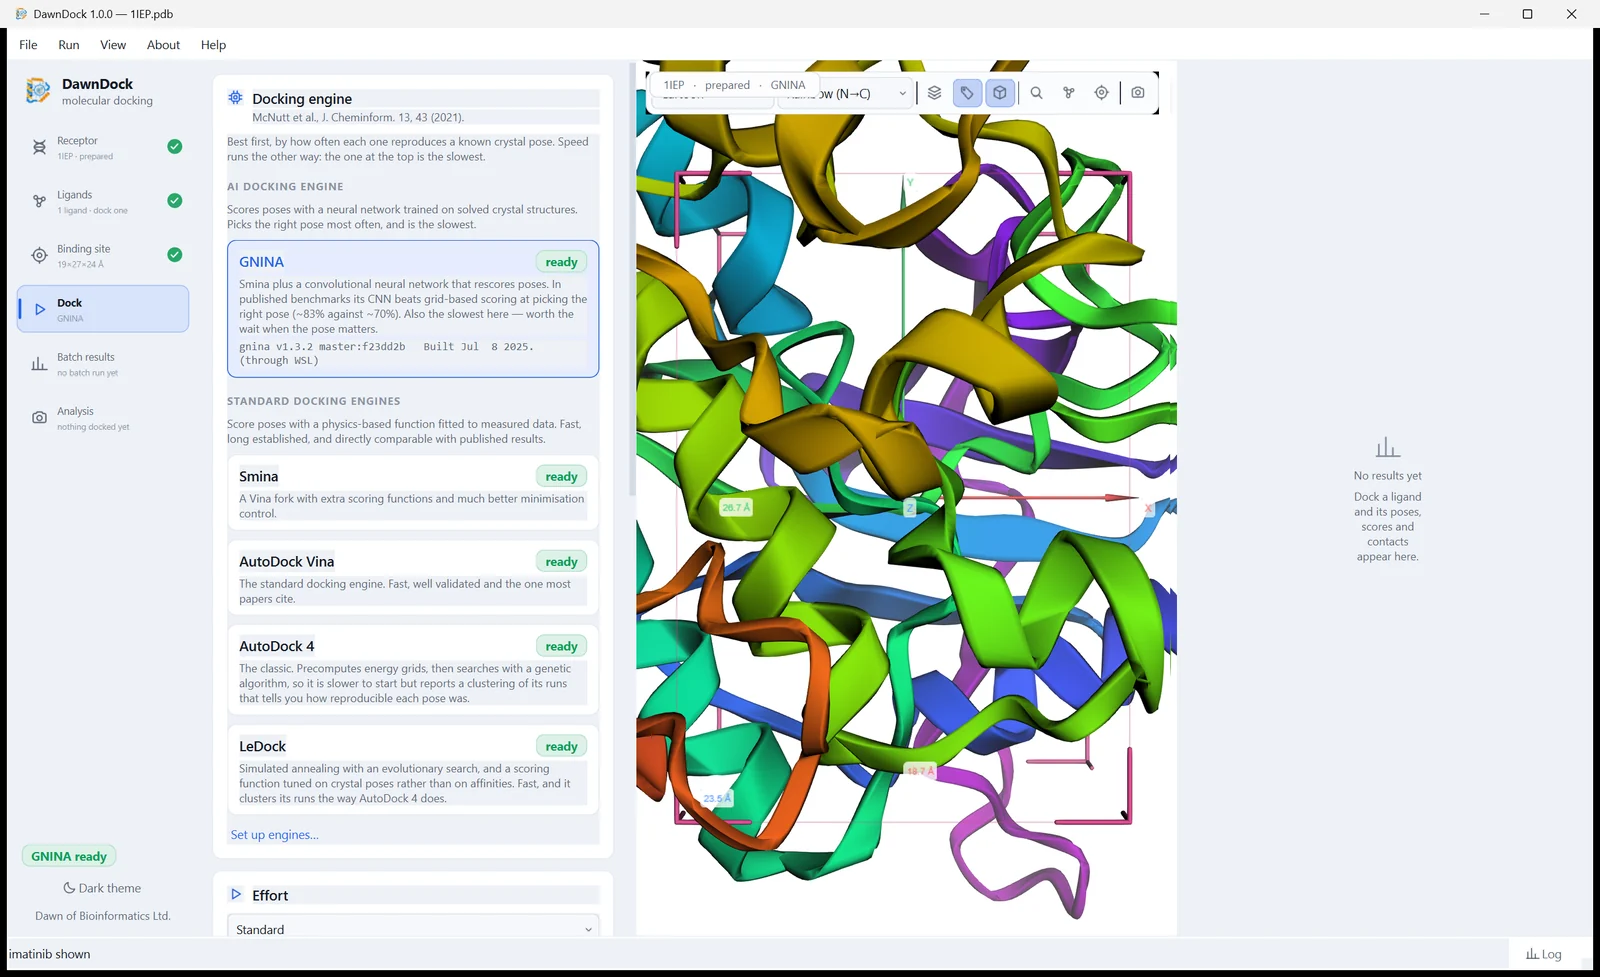 DawnDock 1.0.0 — 1IEP.pdb
File Run View About Help
DawnDock
molecular docking
Receptor
1IEP · prepared
Ligands
1 ligand · dock one
Binding site
19×27×24 Å
Dock
GNINA
Batch results
no batch run yet
Analysis
nothing docked yet
GNINA ready
Dark theme
Dawn of Bioinformatics Ltd.
Docking engine
McNutt et al., J. Cheminform. 13, 43 (2021).
Best first, by how often each one reproduces a known crystal pose. Speed
runs the other way: the one at the top is the slowest.
AI DOCKING ENGINE
Scores poses with a neural network trained on solved crystal structures.
Picks the right pose most often, and is the slowest.
GNINA ready
Smina plus a convolutional neural network that rescores poses. In
published benchmarks its CNN beats grid-based scoring at picking the
right pose (~83% against ~70%). Also the slowest here — worth the
wait when the pose matters.
gnina v1.3.2 master:f23dd2b Built Jul 8 2025.
(through WSL)
STANDARD DOCKING ENGINES
Score poses with a physics-based function fitted to measured data. Fast,
long established, and directly comparable with published results.
Smina ready
A Vina fork with extra scoring functions and much better minimisation
control.
AutoDock Vina ready
The standard docking engine. Fast, well validated and the one most
papers cite.
AutoDock 4 ready
The classic. Precomputes energy grids, then searches with a genetic
algorithm, so it is slower to start but reports a clustering of its runs
that tells you how reproducible each pose was.
LeDock ready
Simulated annealing with an evolutionary search, and a scoring
function tuned on crystal poses rather than on affinities. Fast, and it
clusters its runs the way AutoDock 4 does.
Set up engines...
Effort
Standard
1IEP · prepared · GNINA
(N→C)
Y
26.7 Å
Z
X
18.7 Å
23.5 Å
No results yet
Dock a ligand
and its poses,
scores and
contacts
appear here.
imatinib shown
Log